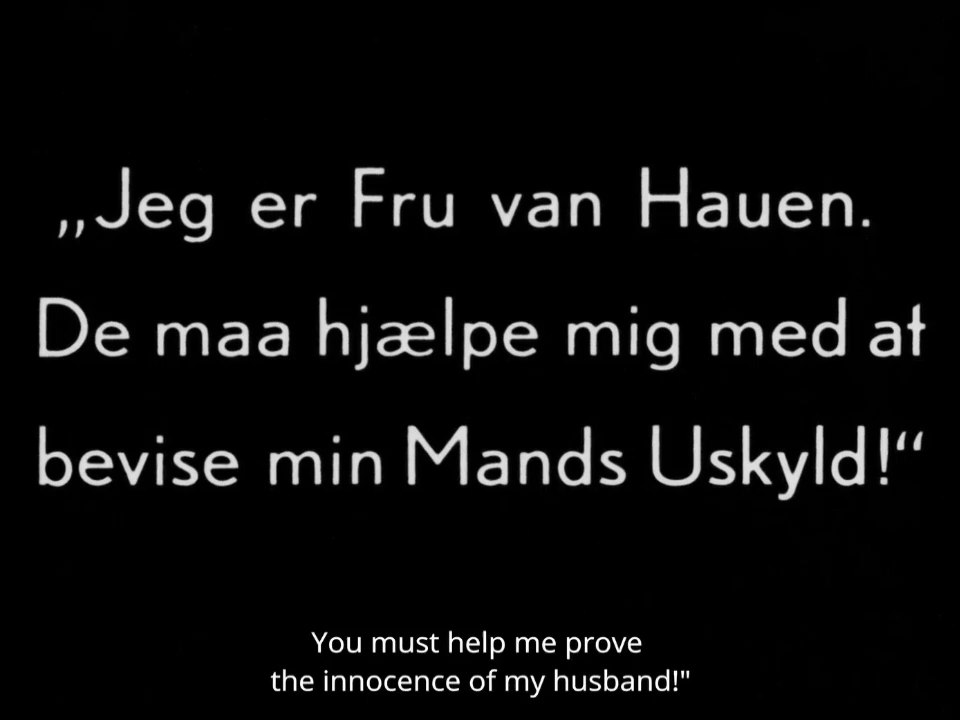 „Jeg er Fru van Hauen.
De maa hjælpe mig med at
bevise min Mands Uskyld!“
You must help me prove
the innocence of my husband!"